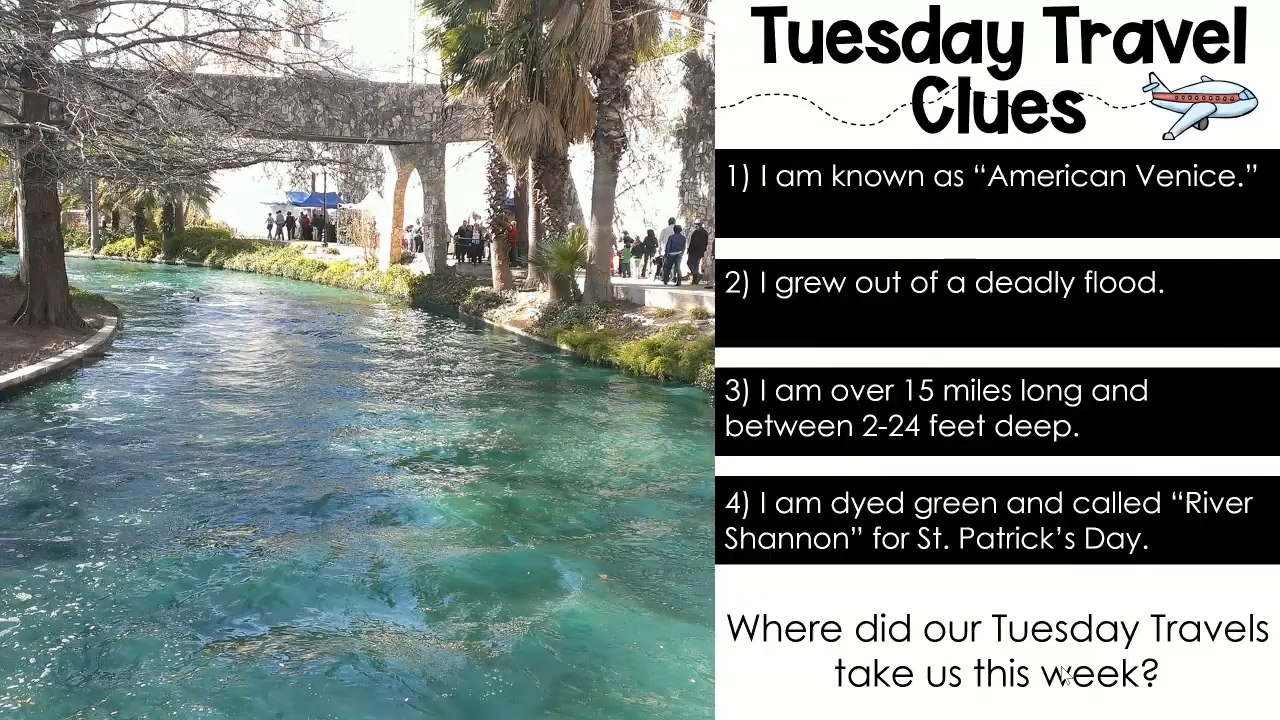 Tuesday Travel
Clues
1) I am known as “American Venice.”
2) I grew out of a deadly flood.
3) I am over 15 miles long and
between 2-24 feet deep.
4) I am dyed green and called “River
Shannon” for St. Patrick’s Day.
Where did our Tuesday Travels
take us this week?